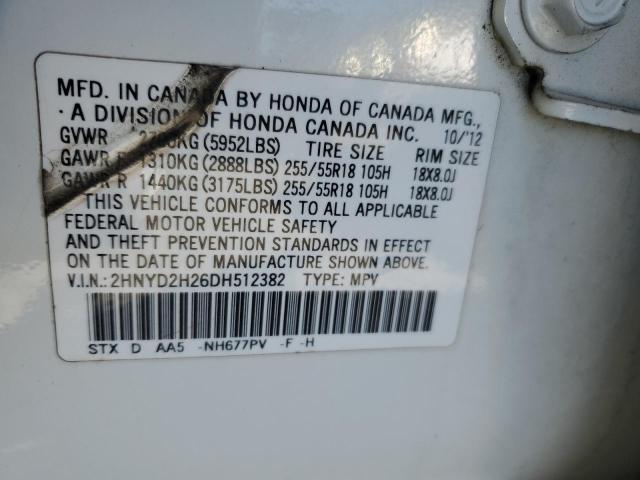 MFD. IN CANADA BY HONDA OF CANADA MFG.,
· A DIVISION OF HONDA CANADA INC. 10/'12
GVWR (5952LBS) TIRE SIZE RIM SIZE
GAWR F 1310KG (2888LBS) 255/55R18 105H 18X8.0J
GAWR R 1440KG (3175LBS) 255/55R18 105H 18X8.0J
THIS VEHICLE CONFORMS TO ALL APPLICABLE
FEDERAL MOTOR VEHICLE SAFETY
AND THEFT PREVENTION STANDARDS IN EFFECT
ON THE DATE OF MANUFACTURE SHOWN ABOVE.
V.I.N.: 2HNYD2H26DH512382 TYPE: MPV
STX D AA5 -NH677PV -F -H